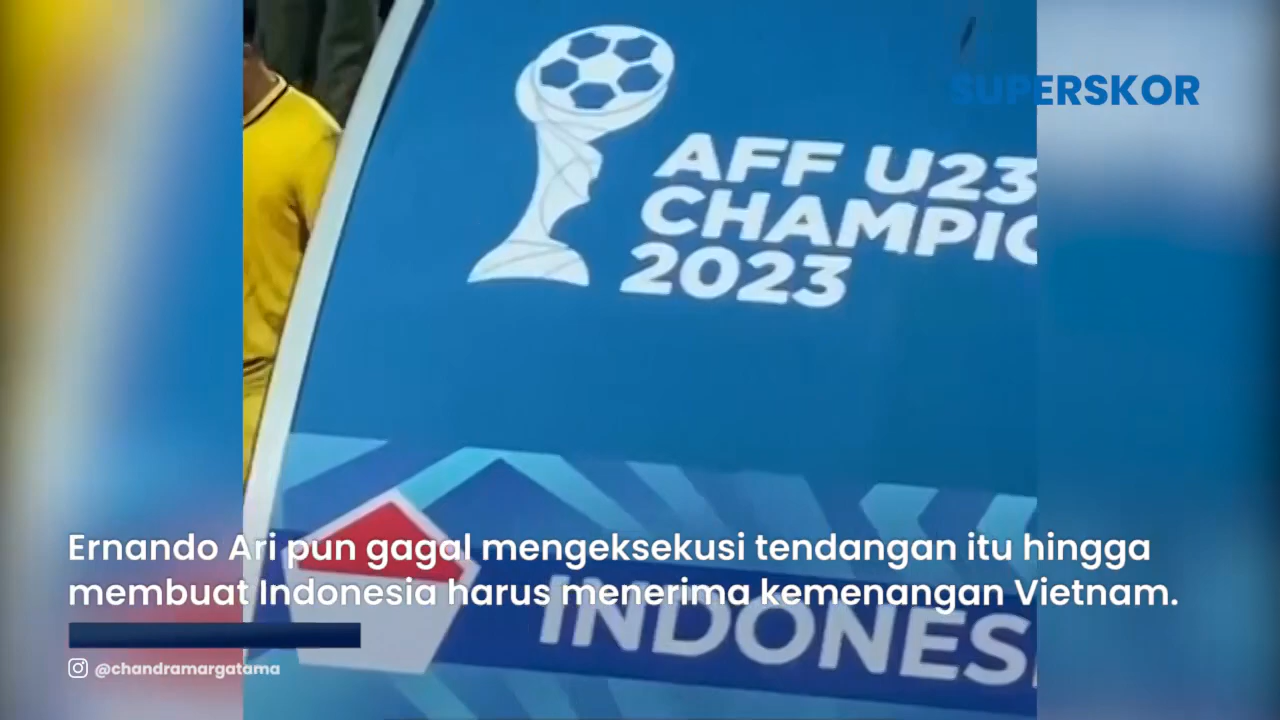 SUPERSKOR
AFF U23
CHAMPIO
2023
Ernando Ari pun gagal mengeksekusi tendangan itu hingga
membuat Indonesia harus menerima kemenangan Vietnam.
INDONES
@chandramargatama